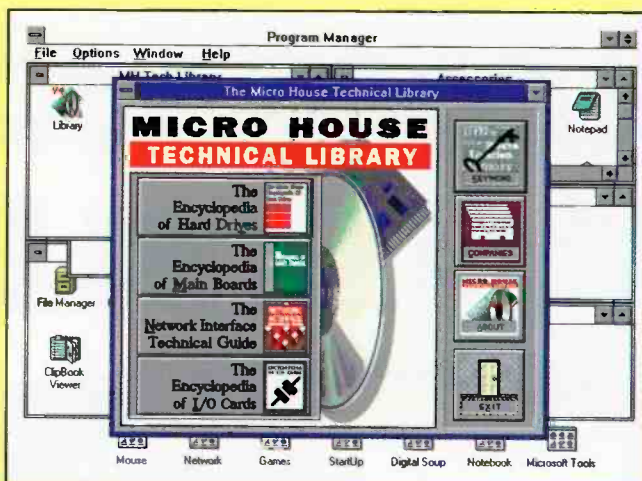 Program Manager
File Options Window Help
MH Tech Library
Accessories
The Micro House Technical Library
Library
Notepad
MICRO HOUSE
TECHNICAL LIBRARY
The
Encyclopedia
of Hard Drives
The
Encyclopedia
of Main Boards
The
Network Interface
Technical Guide
The
Encyclopedia
of I/O Cards
KEYWORD
COMPANIES
MICRO HOUSE
ABOUT
EXIT
File Manager
ClipBook
Viewer
Mouse
Network
Games
StartUp
Digital Soup
Notebook
Microsoft Tools